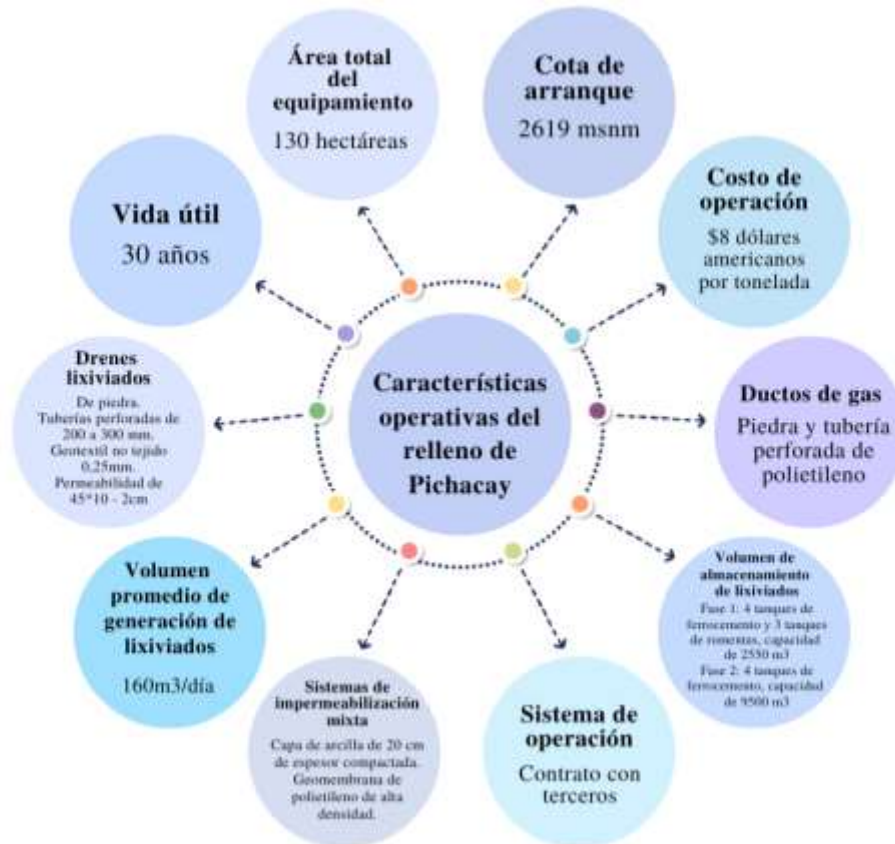 Área total
del
equipamiento
130 hectáreas
Cota de
arranque
2619 msnm
Costo de
operación
$8 dólares
americanos
por tonelada
Vida útil
30 años
Drenes
lixiviados
De piedra.
Tuberías perforadas de
200 a 300 mm.
Geotextil no tejido
0,25mm.
Permeabilidad de
45*10 - 2cm
Características
operativas del
relleno de
Pichacay
Ductos de gas
Piedra y tubería
perforada de
polietileno
Volumen
promedio de
generación de
lixiviados
160m3/día
Volumen de
almacenamiento
de lixiviados
Fase 1: 4 tanques de
ferrocemento y 3 tanques
de capacidad
de 2550 m3
Fase 2: 4 tanques de
ferrocemento, capacidad
de 9500 m3
Sistemas de
impermeabilización
mixta
Capa de arcilla de 20 cm
de espesor compactada.
Geomembrana de
polietileno de alta
densidad.
Sistema de
operación
Contrato con
terceros